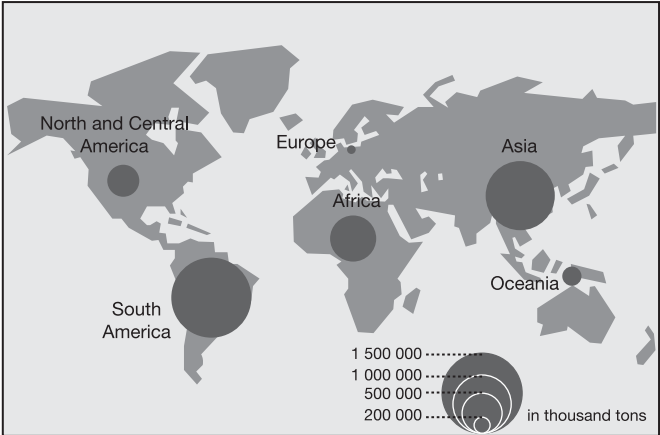 North and Central
America
Europe
Asia
Africa
Oceania
South
America
1 500 000
1 000 000
500 000
200 000
in thousand tons